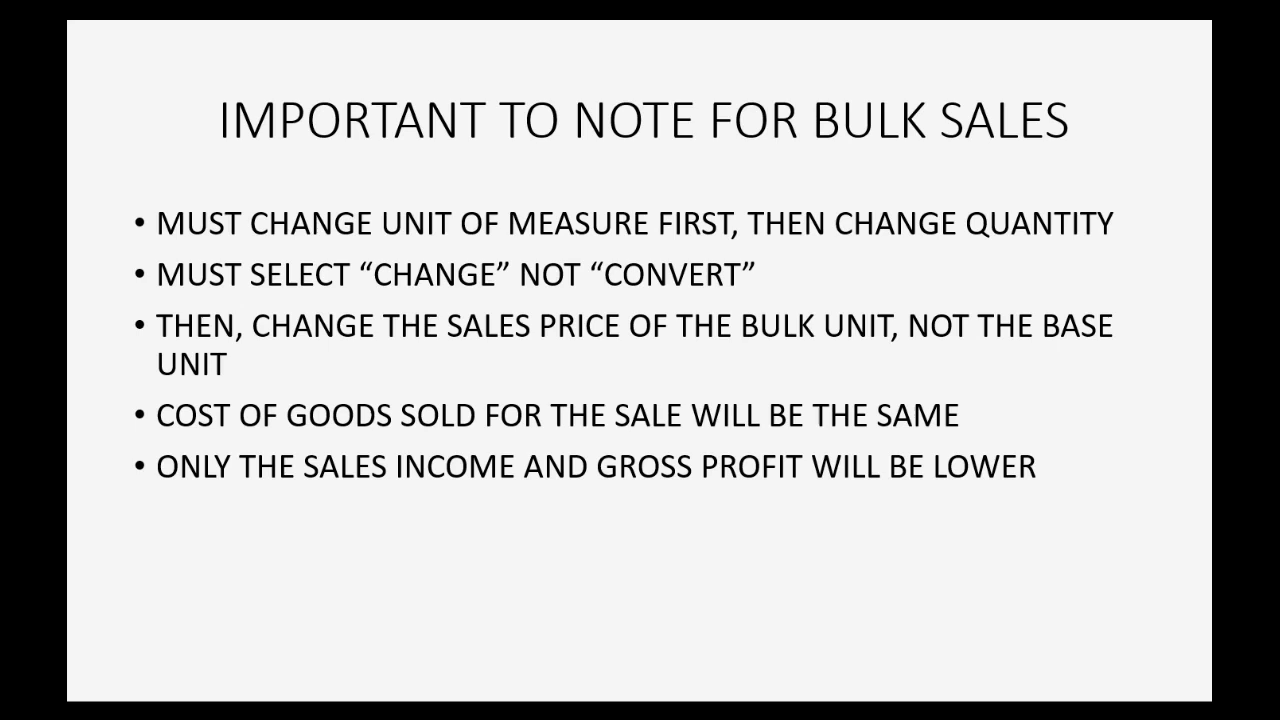 IMPORTANT TO NOTE FOR BULK SALES
• MUST CHANGE UNIT OF MEASURE FIRST, THEN CHANGE QUANTITY
• MUST SELECT “CHANGE” NOT “CONVERT”
• THEN, CHANGE THE SALES PRICE OF THE BULK UNIT, NOT THE BASE
UNIT
• COST OF GOODS SOLD FOR THE SALE WILL BE THE SAME
• ONLY THE SALES INCOME AND GROSS PROFIT WILL BE LOWER